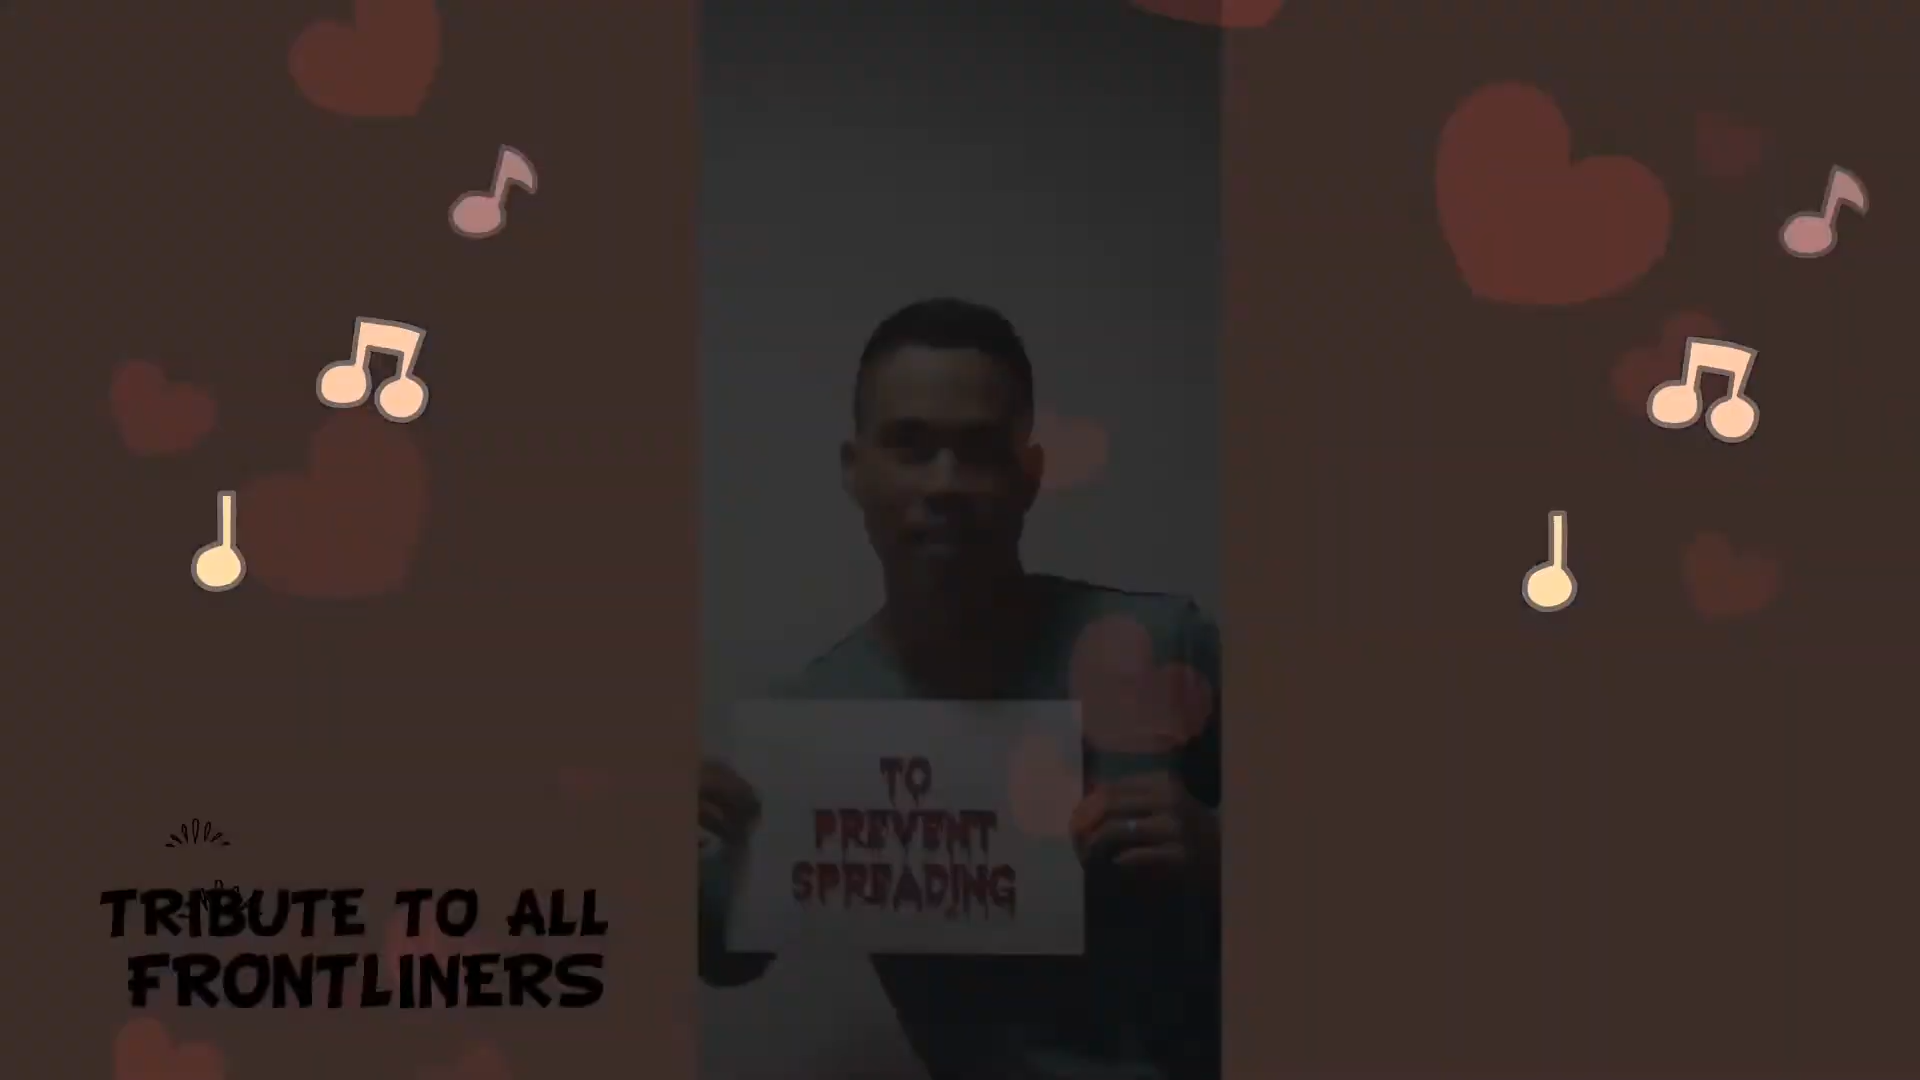 TO
PREVENT
SPREADING
TRIBUTE TO ALL
FRONTLINERS